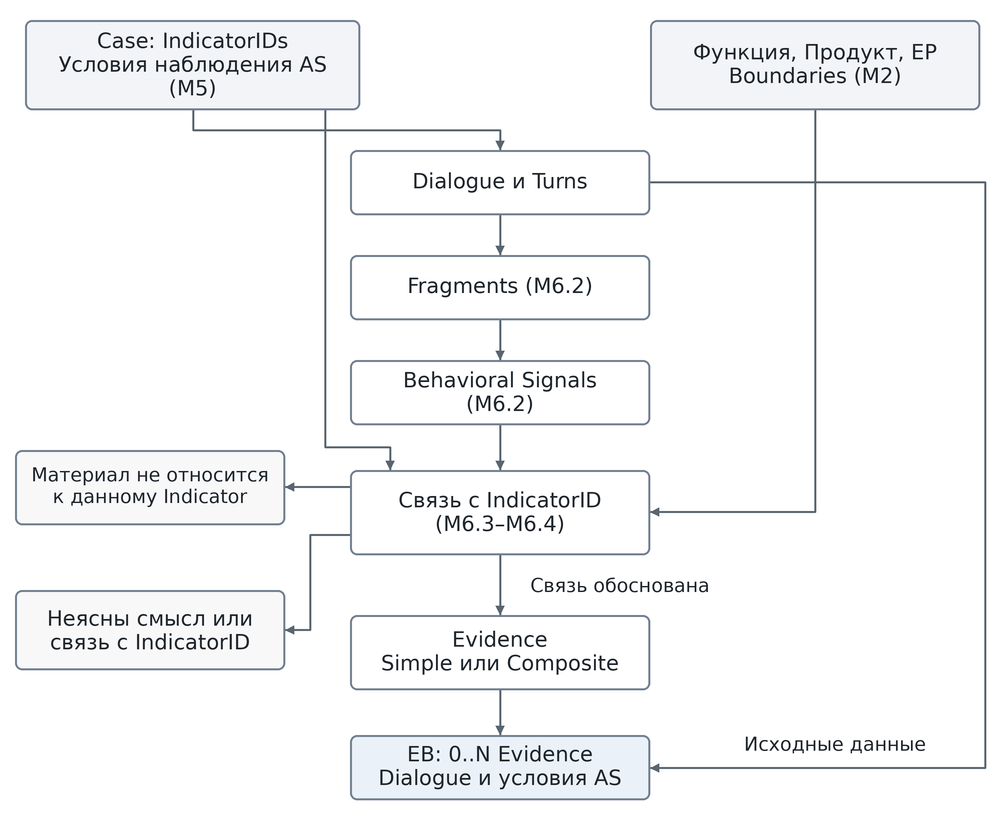 Case: IndicatorIDs
Условия наблюдения AS
(M5)
Функция, Продукт, EP
Boundaries (M2)
Dialogue и Turns
Fragments (M6.2)
Behavioral Signals
(M6.2)
Материал не относится
к данному Indicator
Связь с IndicatorID
(M6.3–M6.4)
Связь обоснована
Неясны смысл или
связь с IndicatorID
Evidence
Simple или Composite
Исходные данные
EB: 0..N Evidence
Dialogue и условия AS